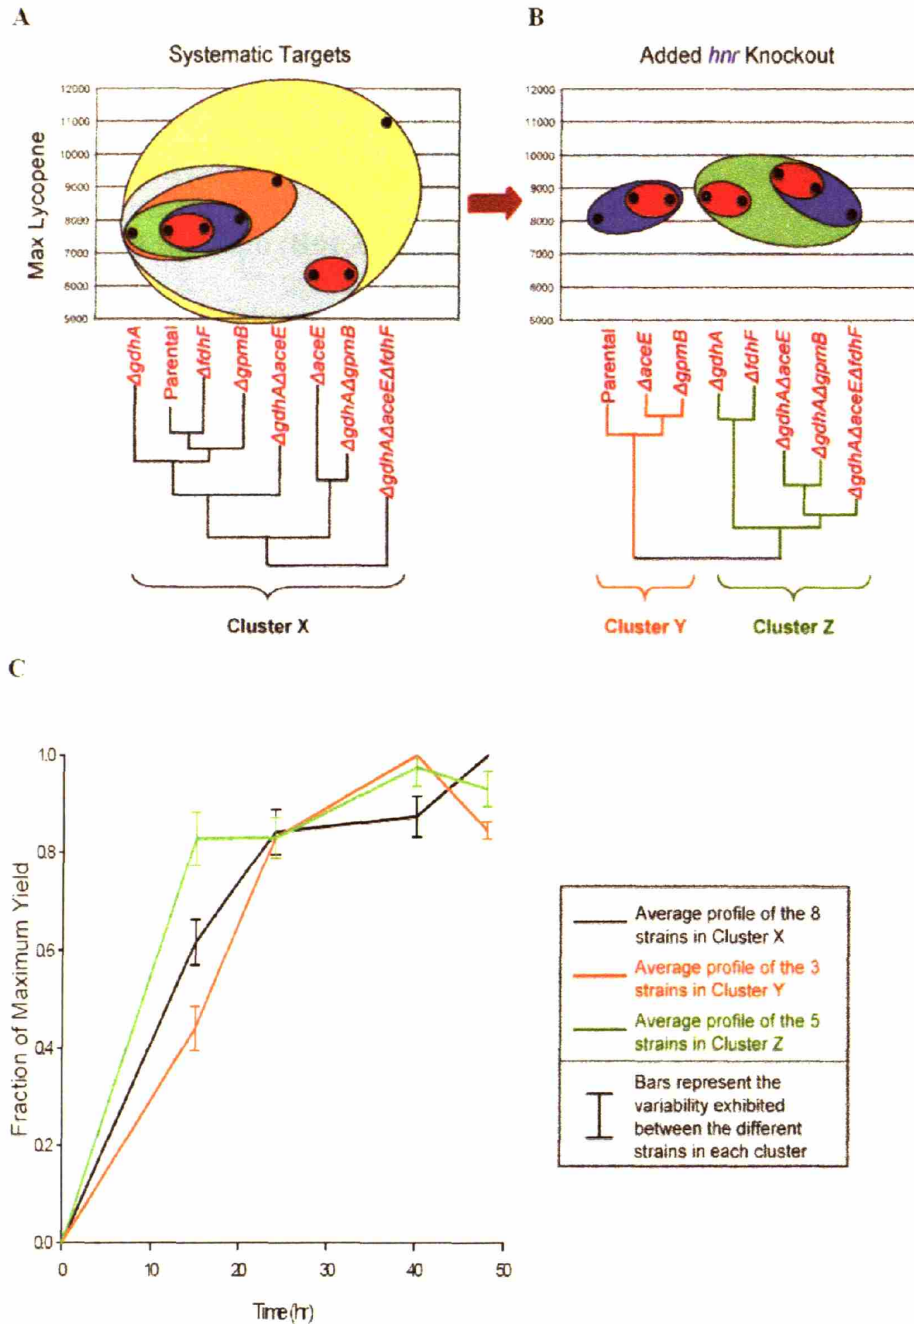 A
B
Systematic Targets
Added hnr Knockout
Max Lycopene
12000
11000
10000
9000
8000
7000
6000
5000
12000
11000
10000
9000
8000
7000
6000
5000
ΔgdhA
Parental
ΔfdhF
ΔgpmB
ΔgdhAΔaceE
ΔaceE
ΔgdhAΔgpmB
ΔgdhAΔaceEΔfdhF
Parental
ΔaceE
ΔgpmB
ΔgdhA
ΔfdhF
ΔgdhAΔaceE
ΔgdhAΔgpmB
ΔgdhAΔaceEΔfdhF
Cluster X
Cluster Y
Cluster Z
C
Fraction of Maximum Yield
1.0
0.8
0.6
0.4
0.2
0.0
0
10
20
30
40
50
Time (hr)
Average profile of the 8
strains in Cluster X
Average profile of the 3
strains in Cluster Y
Average profile of the 5
strains in Cluster Z
Bars represent the
variability exhibited
between the different
strains in each cluster